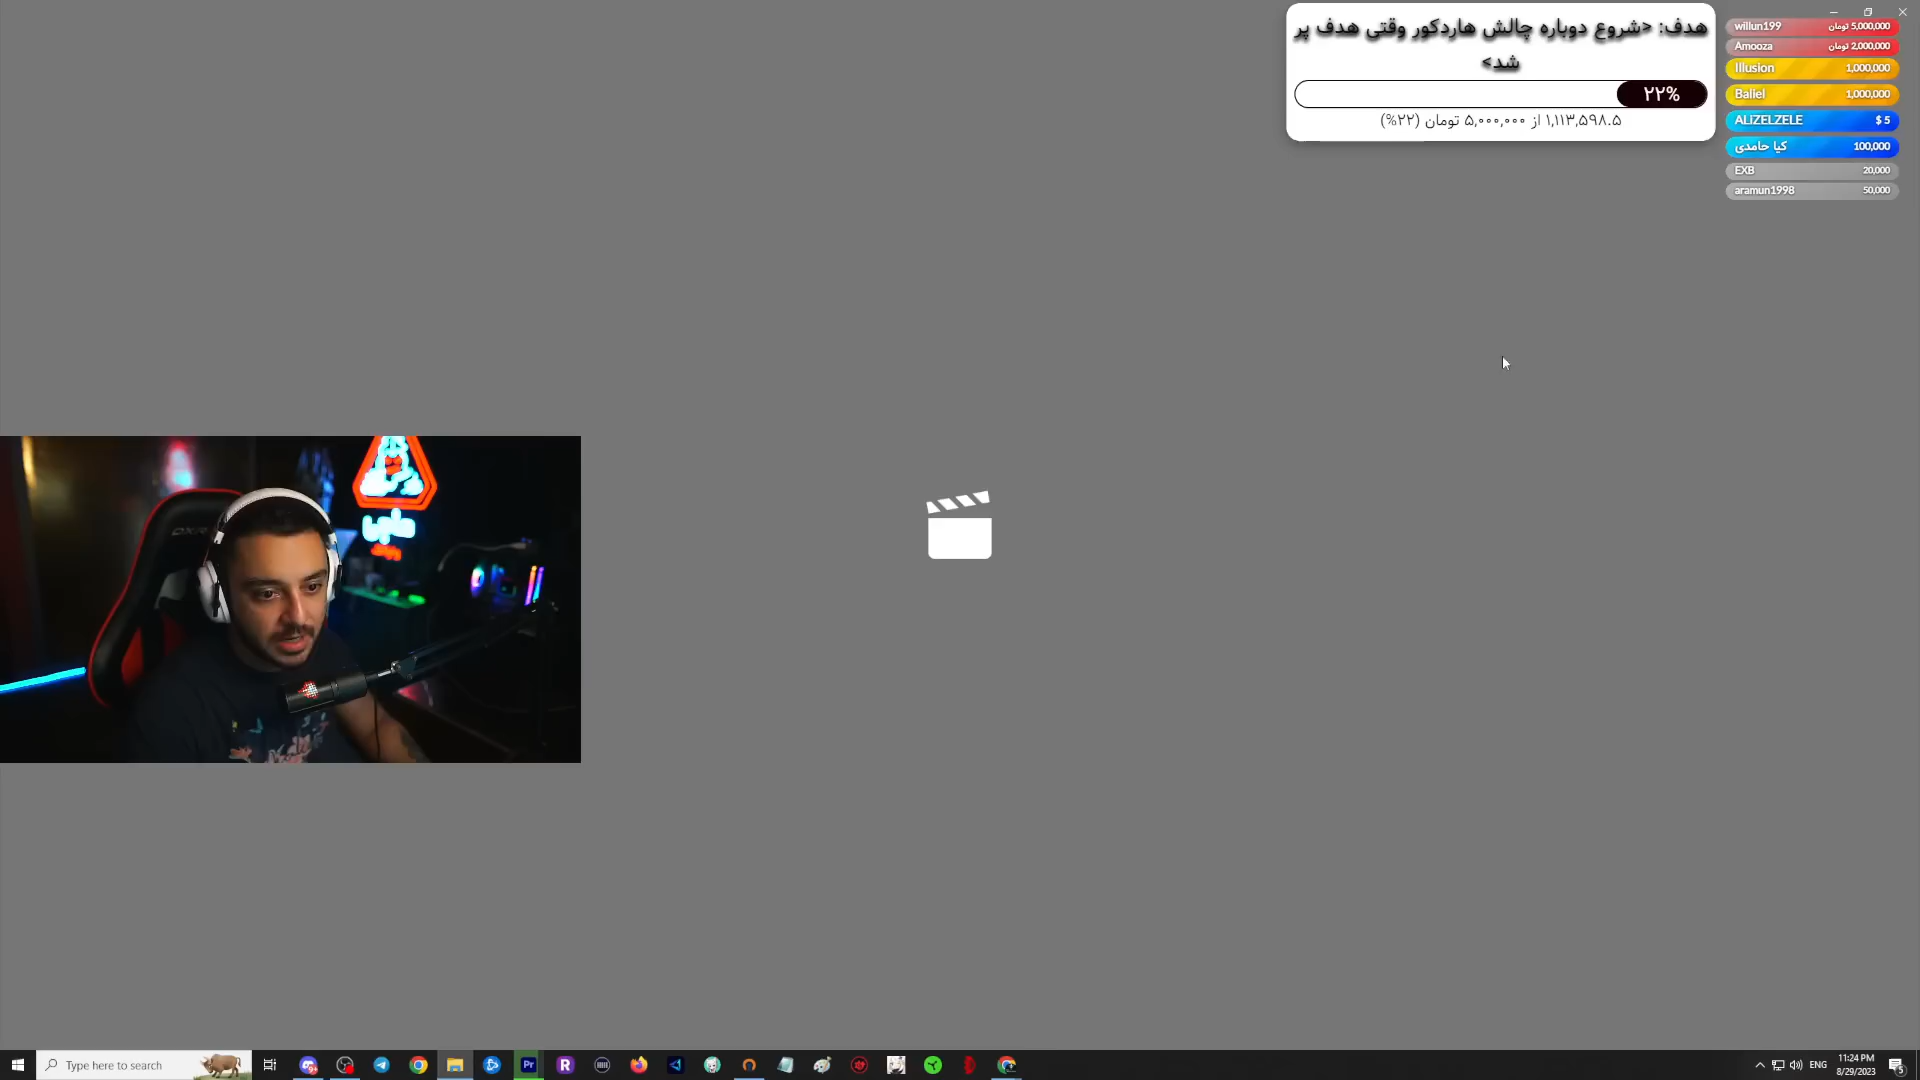 هدف: <شروع دوباره چالش هاردکور وقتی هدف پر
شد>
۲۲%
۱,۱۱۳,۵۹۸.۵ از ۵,۰۰۰,۰۰۰ تومان (۲۲%)
willun199 5,000,000 تومان
Amooza 2,000,000 تومان
Illusion 1,000,000
Baliel 1,000,000
ALIZELZELE $ 5
کیا حامدی 100,000
EXB 20,000
aramun1998 50,000
Type here to search
Pr
R
ENG
11:24 PM
8/29/2023
5